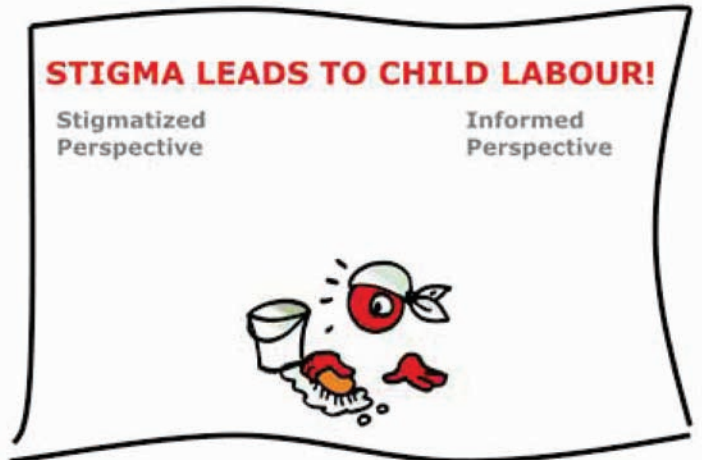 STIGMA LEADS TO CHILD LABOUR!
Stigmatized
Perspective
Informed
Perspective